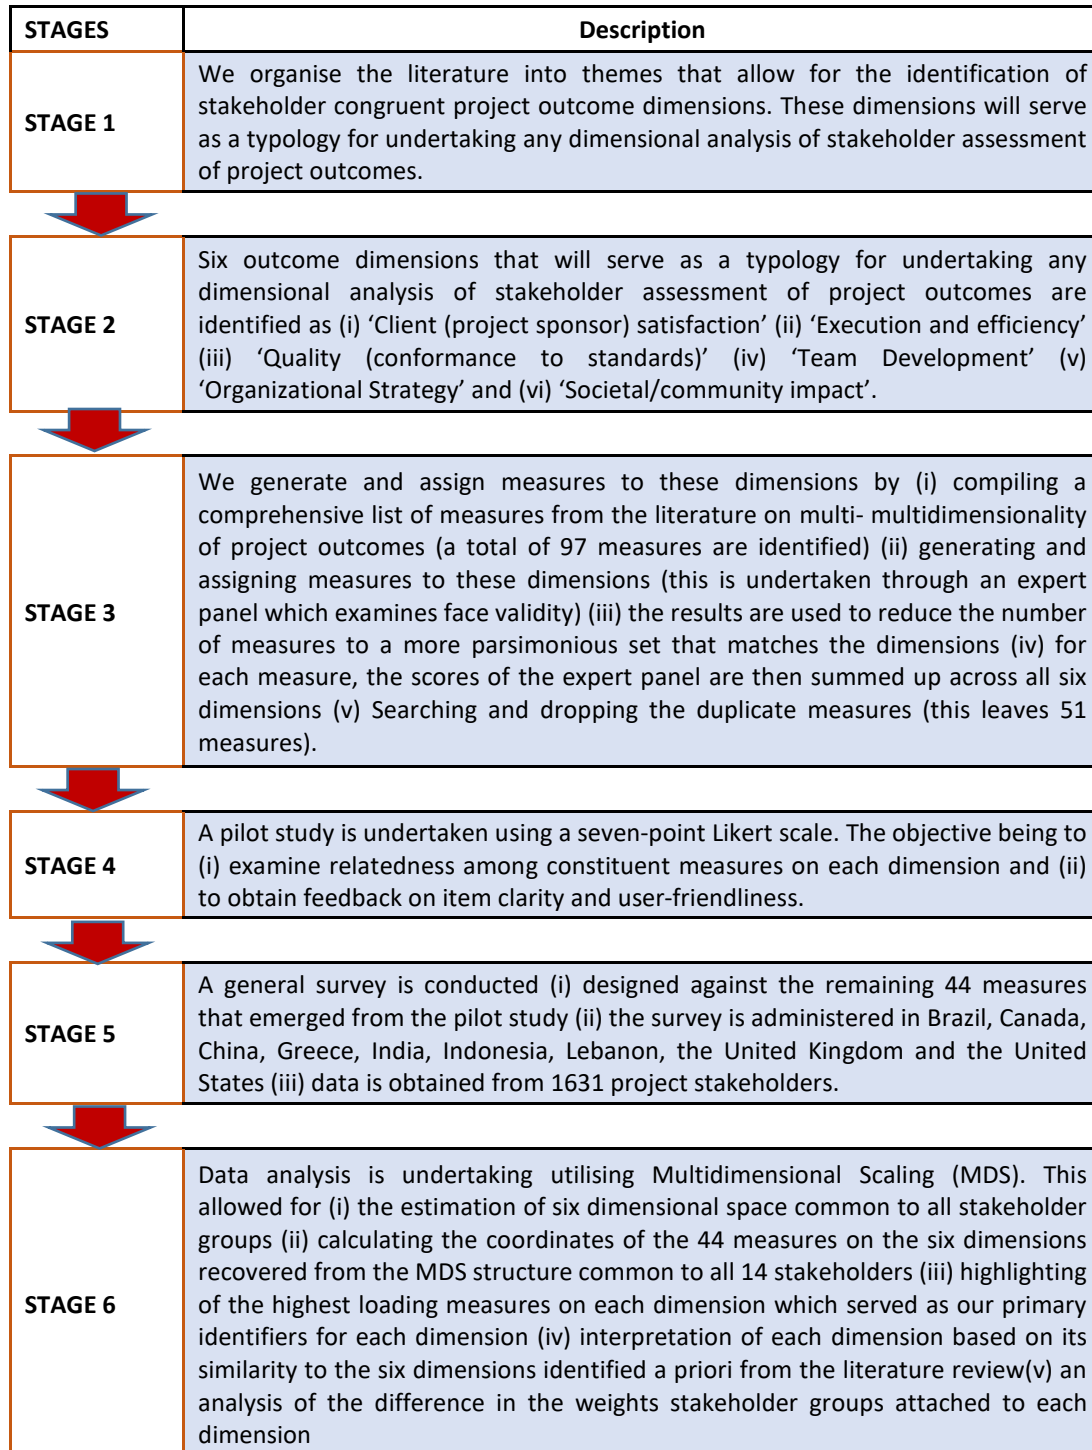 STAGES
Description
STAGE 1
We organise the literature into themes that allow for the identification of
stakeholder congruent project outcome dimensions. These dimensions will serve
as a typology for undertaking any dimensional analysis of stakeholder assessment
of project outcomes.
STAGE 2
Six outcome dimensions that will serve as a typology for undertaking any
dimensional analysis of stakeholder assessment of project outcomes are
identified as (i) ‘Client (project sponsor) satisfaction’ (ii) ‘Execution and efficiency’
(iii) ‘Quality (conformance to standards)’ (iv) ‘Team Development’ (v)
‘Organizational Strategy’ and (vi) ‘Societal/community impact’.
STAGE 3
We generate and assign measures to these dimensions by (i) compiling a
comprehensive list of measures from the literature on multi- multidimensionality
of project outcomes (a total of 97 measures are identified) (ii) generating and
assigning measures to these dimensions (this is undertaken through an expert
panel which examines face validity) (iii) the results are used to reduce the number
of measures to a more parsimonious set that matches the dimensions (iv) for
each measure, the scores of the expert panel are then summed up across all six
dimensions (v) Searching and dropping the duplicate measures (this leaves 51
measures).
STAGE 4
A pilot study is undertaken using a seven-point Likert scale. The objective being to
(i) examine relatedness among constituent measures on each dimension and (ii)
to obtain feedback on item clarity and user-friendliness.
STAGE 5
A general survey is conducted (i) designed against the remaining 44 measures
that emerged from the pilot study (ii) the survey is administered in Brazil, Canada,
China, Greece, India, Indonesia, Lebanon, the United Kingdom and the United
States (iii) data is obtained from 1631 project stakeholders.
STAGE 6
Data analysis is undertaking utilising Multidimensional Scaling (MDS). This
allowed for (i) the estimation of six dimensional space common to all stakeholder
groups (ii) calculating the coordinates of the 44 measures on the six dimensions
recovered from the MDS structure common to all 14 stakeholders (iii) highlighting
of the highest loading measures on each dimension which served as our primary
identifiers for each dimension (iv) interpretation of each dimension based on its
similarity to the six dimensions identified a priori from the literature review(v) an
analysis of the difference in the weights stakeholder groups attached to each
dimension